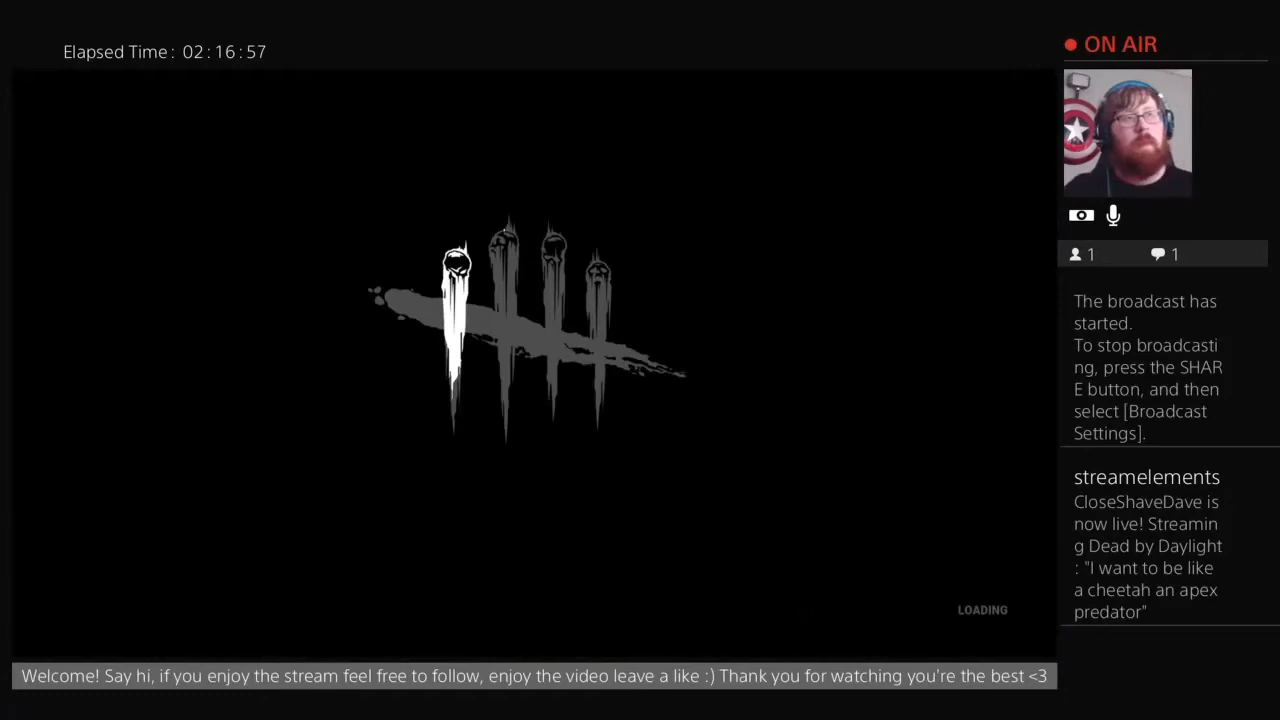 Elapsed Time: 02:16:57
ON AIR
1
1
The broadcast has
started.
To stop broadcasti
ng, press the SHAR
E button, and then
select [Broadcast
Settings].
streamelements
CloseShaveDave is
now live! Streamin
g Dead by Daylight
: "I want to be like
a cheetah an apex
predator"
LOADING
Welcome! Say hi, if you enjoy the stream feel free to follow, enjoy the video leave a like :) Thank you for watching you're the best <3